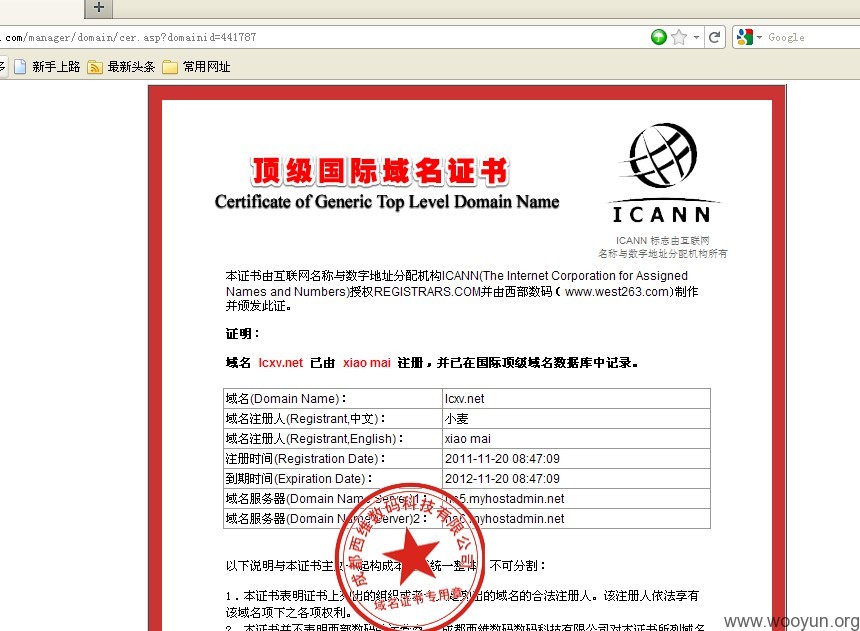 .com/manager/domain/cer.asp?domainid=441787
Google
新手上路 最新头条 常用网址
顶级国际域名证书
Certificate of Generic Top Level Domain Name
ICANN
ICANN 标志由互联网
名称与数字地址分配机构所有
本证书由互联网名称与数字地址分配机构ICANN(The Internet Corporation for Assigned
Names and Numbers)授权REGISTRARS.COM并由西部数码（www.west263.com)制作
并颁发此证。
证明：
域名 lcxv.net 已由 xiao mai 注册，并已在国际顶级域名数据库中记录。
域名(Domain Name)： lcxv.net
域名注册人(Registrant,中文)： 小麦
域名注册人(Registrant,English)： xiao mai
注册时间(Registration Date)： 2011-11-20 08:47:09
到期时间(Expiration Date)： 2012-11-20 08:47:09
域名服务器(Domain Name Server)1： ns5.myhostadmin.net
域名服务器(Domain Name Server)2： ns6.myhostadmin.net
成都西维数码科技有限公司
域名证书专用章
以下说明与本证书主 起构成 统一整体，不可分割：
1．本证书表明证书上列出的组织或者 是列出的域名的合法注册人。该注册人依法享有
该域名项下之各项权利。
2．本证书并不表明西部数码 成都西维数码科技有限公司对本证书所列域名
www.wooyun.org